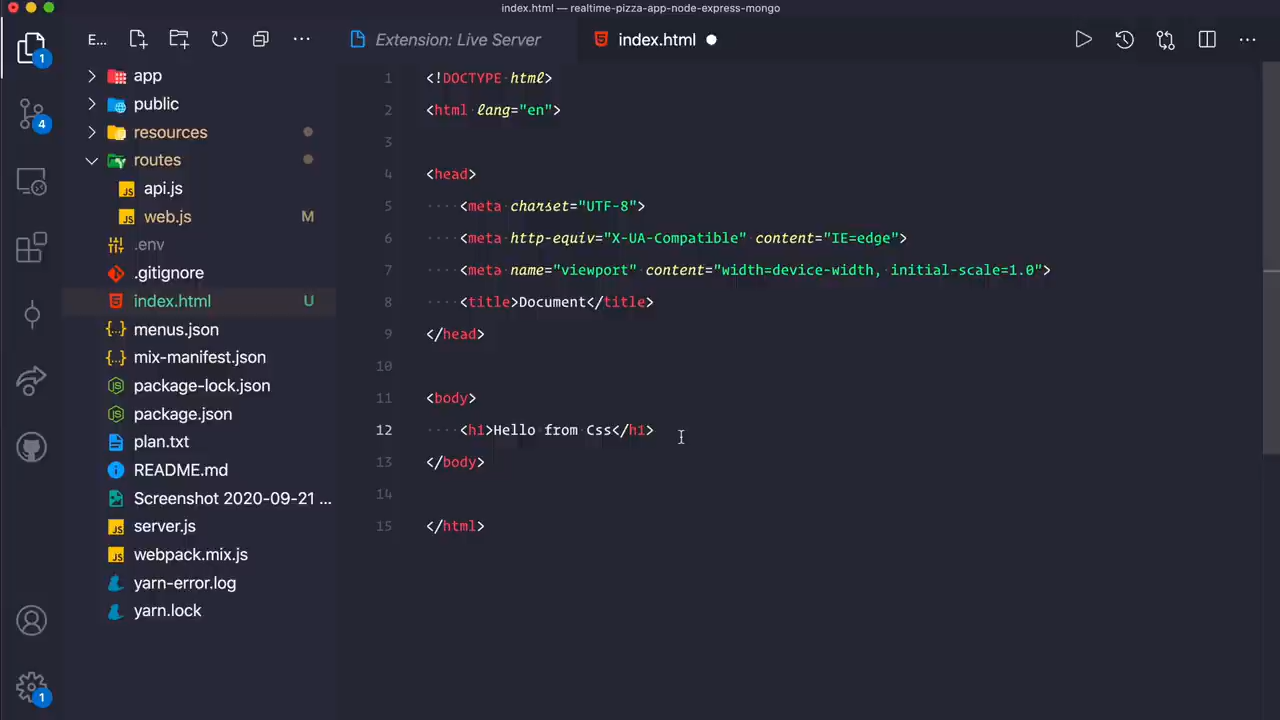 index.html — realtime-pizza-app-node-express-mongo
E...
Extension: Live Server
index.html
1
4
1
app
public
resources
routes
api.js
web.js M
.env
.gitignore
index.html U
menus.json
mix-manifest.json
package-lock.json
package.json
plan.txt
README.md
Screenshot 2020-09-21 ...
server.js
webpack.mix.js
yarn-error.log
yarn.lock
1 <!DOCTYPE html>
2 <html lang="en">
3
4 <head>
5 <meta charset="UTF-8">
6 <meta http-equiv="X-UA-Compatible" content="IE=edge">
7 <meta name="viewport" content="width=device-width, initial-scale=1.0">
8 <title>Document</title>
9 </head>
10
11 <body>
12 <h1>Hello from Css</h1>
13 </body>
14
15 </html>